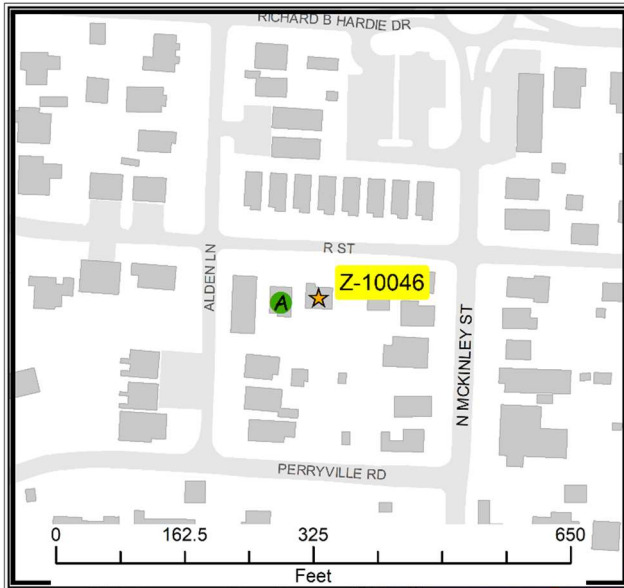 RICHARD B HARDIE DR
ALDEN LN
R ST
Z-10046
A
N MCKINLEY ST
PERRYVILLE RD
0 162.5 325 650
Feet